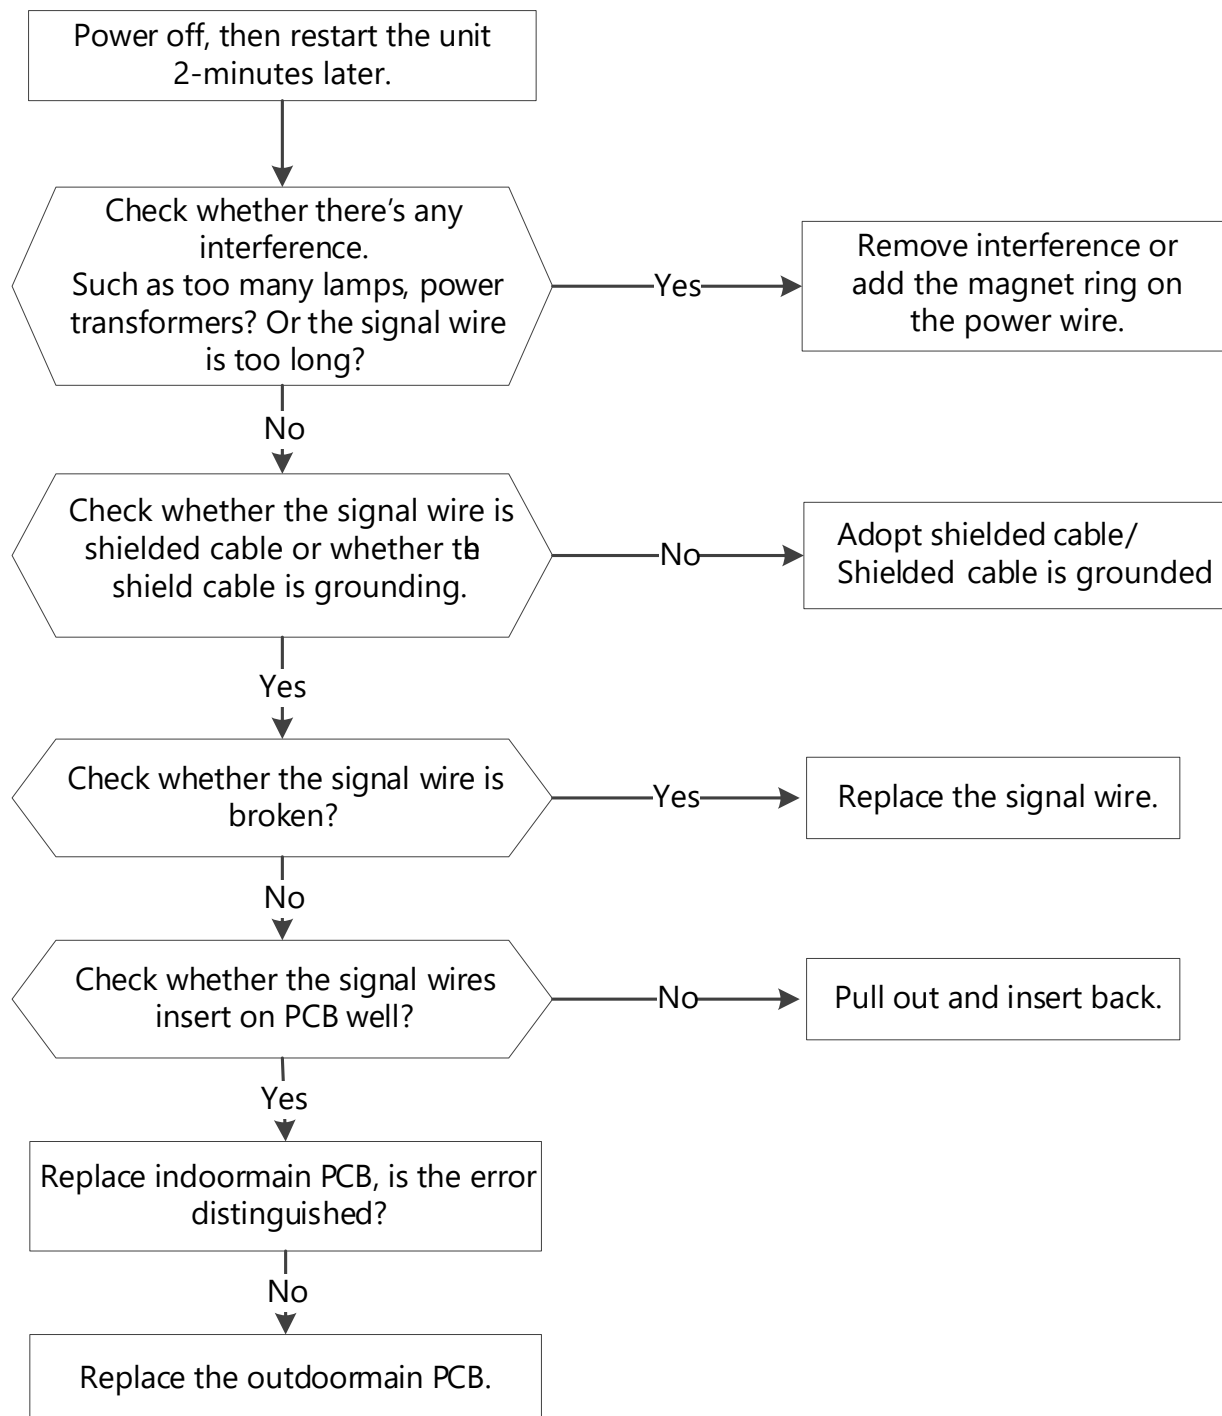 Power off, then restart the unit
2-minutes later.
Check whether there's any
interference.
Such as too many lamps, power
transformers? Or the signal wire
is too long?
Yes
Remove interference or
add the magnet ring on
the power wire.
No
Check whether the signal wire is
shielded cable or whether the
shield cable is grounding.
No
Adopt shielded cable/
Shielded cable is grounded
Yes
Check whether the signal wire is
broken?
Yes
Replace the signal wire.
No
Check whether the signal wires
insert on PCB well?
No
Pull out and insert back.
Yes
Replace indoormain PCB, is the error
distinguished?
No
Replace the outdoormain PCB.